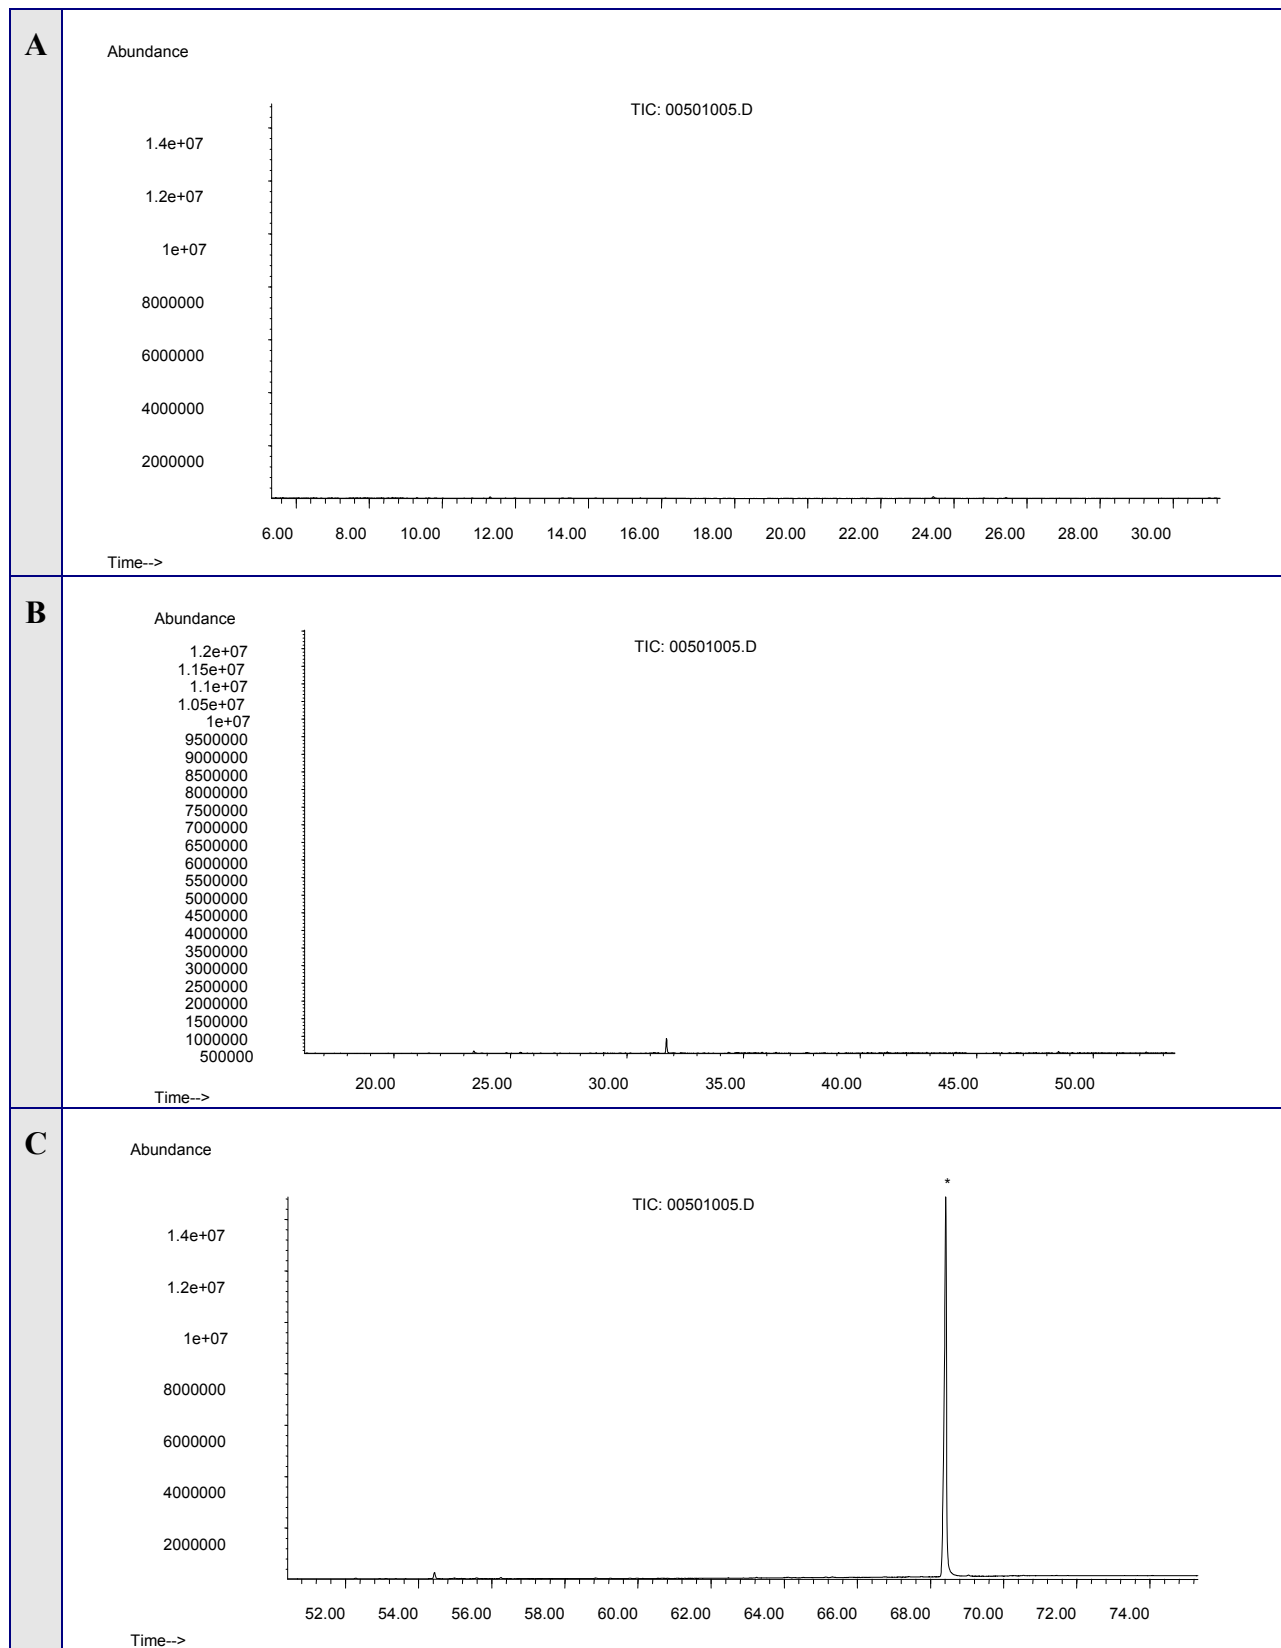 A
Abundance
TIC: 00501005.D
1.4e+07
1.2e+07
1e+07
8000000
6000000
4000000
2000000
6.00 8.00 10.00 12.00 14.00 16.00 18.00 20.00 22.00 24.00 26.00 28.00 30.00
Time-->
B
Abundance
TIC: 00501005.D
1.2e+07
1.15e+07
1.1e+07
1.05e+07
1e+07
9500000
9000000
8500000
8000000
7500000
7000000
6500000
6000000
5500000
5000000
4500000
4000000
3500000
3000000
2500000
2000000
1500000
1000000
500000
20.00 25.00 30.00 35.00 40.00 45.00 50.00
Time-->
C
Abundance
*
TIC: 00501005.D
1.4e+07
1.2e+07
1e+07
8000000
6000000
4000000
2000000
52.00 54.00 56.00 58.00 60.00 62.00 64.00 66.00 68.00 70.00 72.00 74.00
Time-->